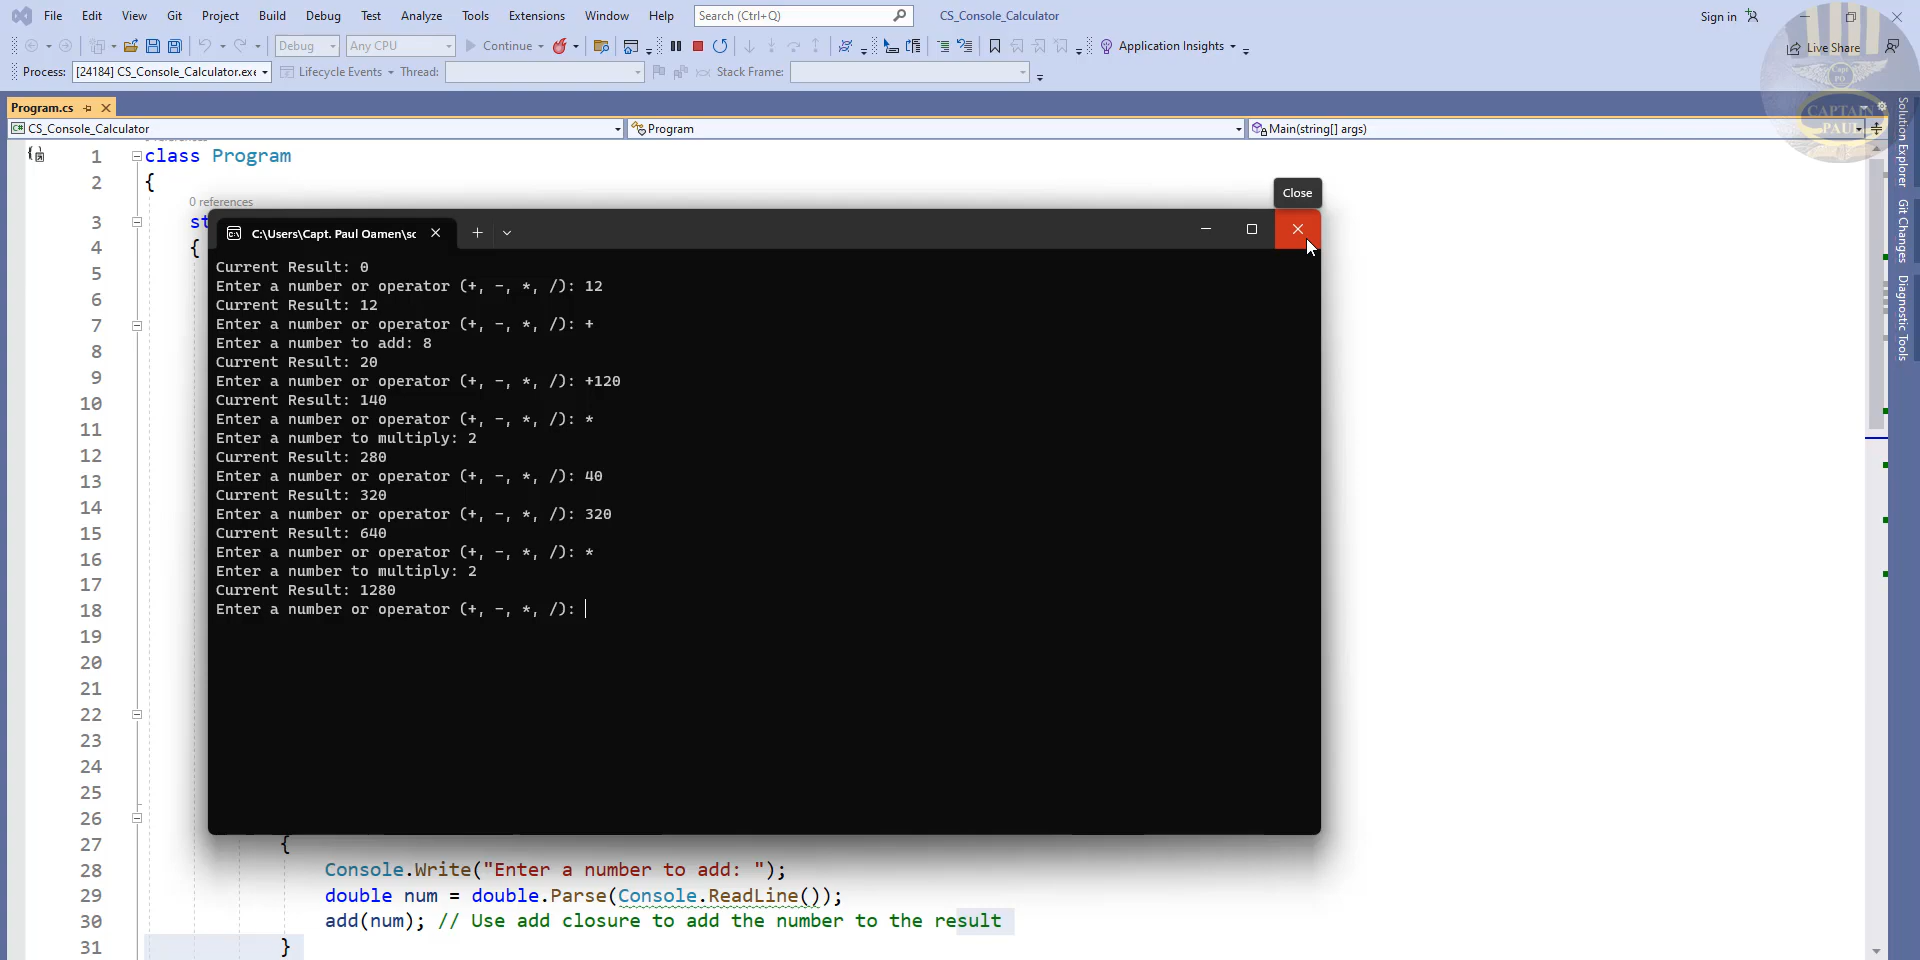 File Edit View Git Project Build Debug Test Analyze Tools Extensions Window Help Search (Ctrl+Q) CS_Console_Calculator Sign in
Debug Any CPU Continue Application Insights Live Share
Process: [24184] CS_Console_Calculator.exe Lifecycle Events Thread: Stack Frame:
Capt
PO
CAPTAIN
PAUL
Program.cs
CS_Console_Calculator Program Main(string[] args)
Solution Explorer
Git Changes
Diagnostic Tools
1 class Program
2 {
0 references
3 st
4 {
5
6
7
8
9
10
11
12
13
14
15
16
17
18
19
20
21
22
23
24
25
26
27 {
28 Console.Write("Enter a number to add: ");
29 double num = double.Parse(Console.ReadLine());
30 add(num); // Use add closure to add the number to the result
31 }
Close
C:\Users\Capt. Paul Oamen\sc
Current Result: 0
Enter a number or operator (+, -, *, /): 12
Current Result: 12
Enter a number or operator (+, -, *, /): +
Enter a number to add: 8
Current Result: 20
Enter a number or operator (+, -, *, /): +120
Current Result: 140
Enter a number or operator (+, -, *, /): *
Enter a number to multiply: 2
Current Result: 280
Enter a number or operator (+, -, *, /): 40
Current Result: 320
Enter a number or operator (+, -, *, /): 320
Current Result: 640
Enter a number or operator (+, -, *, /): *
Enter a number to multiply: 2
Current Result: 1280
Enter a number or operator (+, -, *, /):